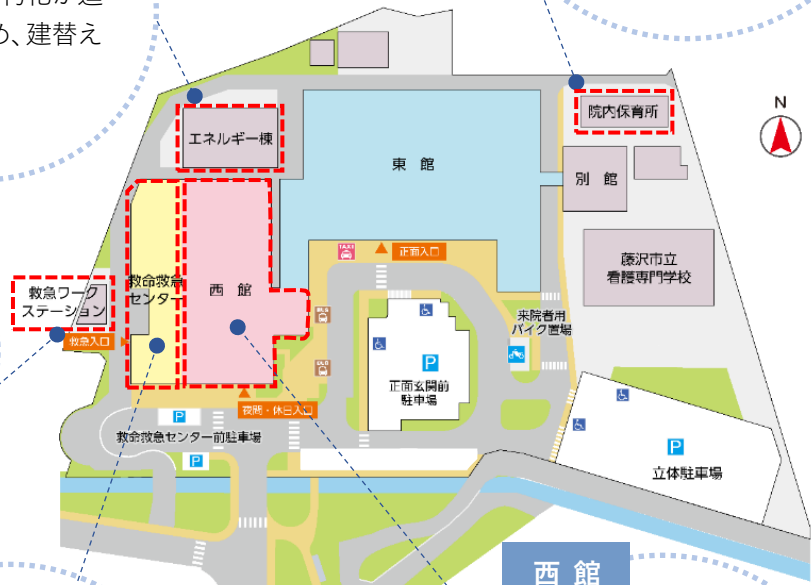 め、建替え
エネルギー棟
院内保育所
N
東 館
別 館
藤沢市立
看護専門学校
TAXI
正面入口
救命救急
センター
西 館
救急ワーク
ステーション
救急入口
BUS
BUS
来院者用
バイク置場
P
正面玄関前
駐車場
夜間・休日入口
P
救命救急センター前駐車場
P
P
立体駐車場
西 館